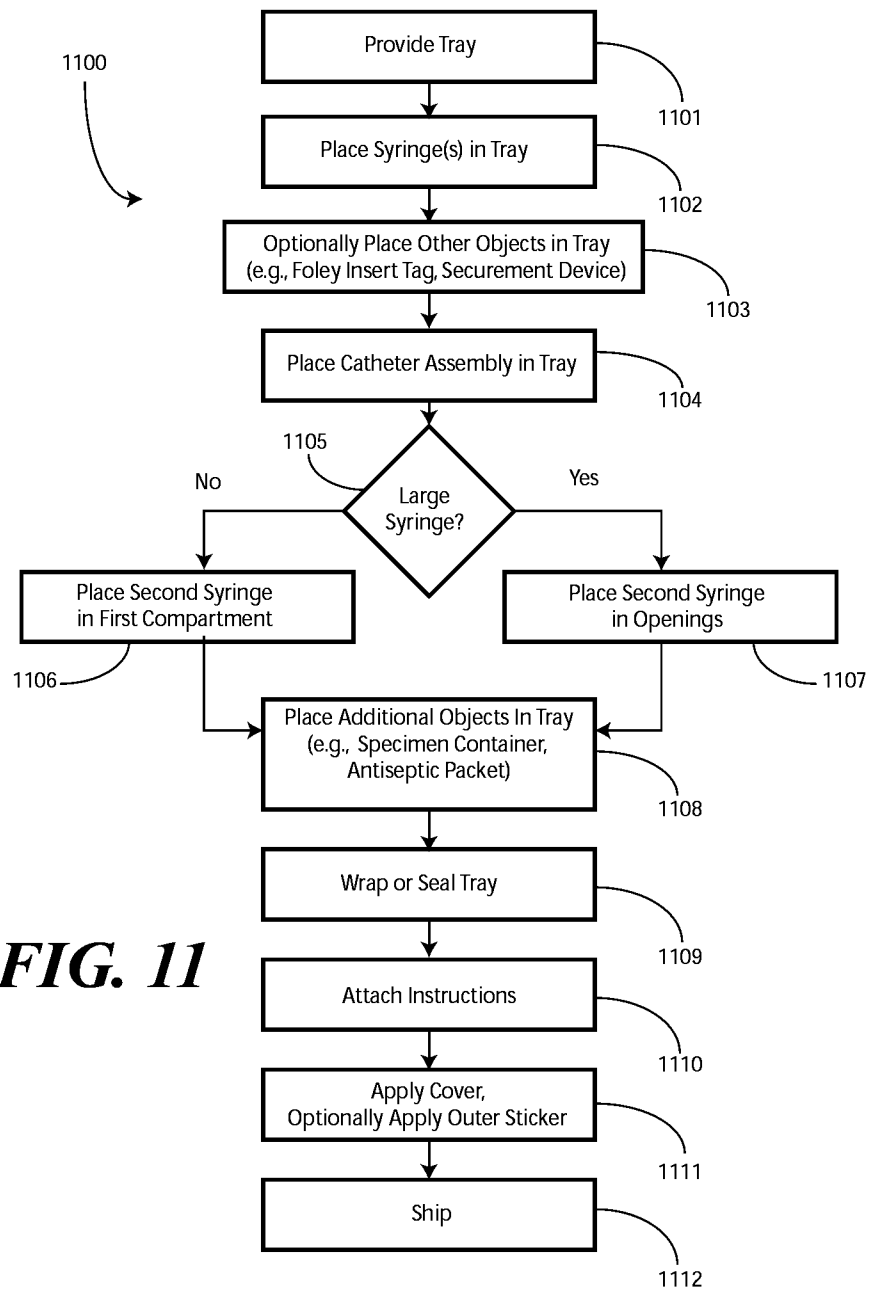 Provide Tray
1100
1101
Place Syringe(s) in Tray
1102
Optionally Place Other Objects in Tray
(e.g., Foley Insert Tag, Securement Device)
1103
Place Catheter Assembly in Tray
1104
1105
No
Yes
Large
Syringe?
Place Second Syringe
in First Compartment
Place Second Syringe
in Openings
1106
1107
Place Additional Objects In Tray
(e.g., Specimen Container,
Antiseptic Packet)
1108
Wrap or Seal Tray
1109
FIG. 11
Attach Instructions
1110
Apply Cover,
Optionally Apply Outer Sticker
1111
Ship
1112